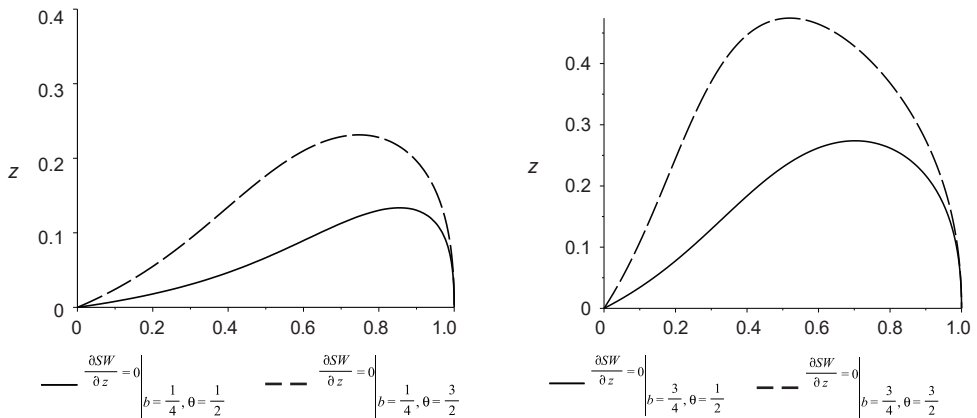 0.4
0.2
z
0.1
0
0 0.2 0.4 0.6 0.8 1.0
∂SW/∂z = 0 | b = 1/4, θ = 1/2
∂SW/∂z = 0 | b = 1/4, θ = 3/2
0.4
0.3
z
0.2
0.1
0
0 0.2 0.4 0.6 0.8 1.0
∂SW/∂z = 0 | b = 3/4, θ = 1/2
∂SW/∂z = 0 | b = 3/4, θ = 3/2